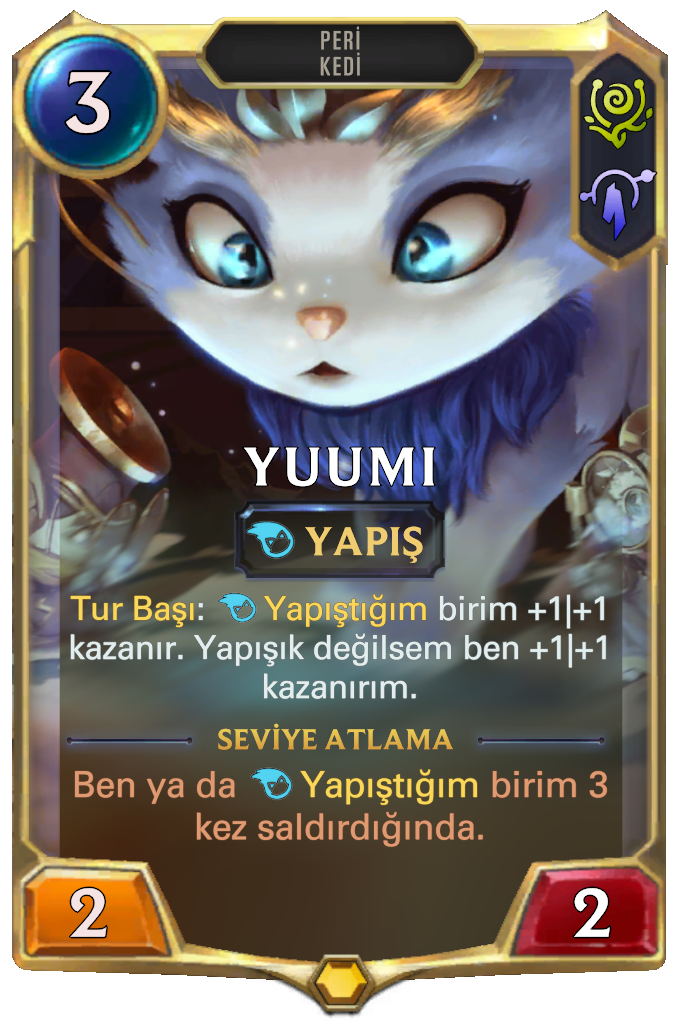 PERİ
KEDİ
3
YUUMI
YAPIŞ
Tur Başı: Yapıştığım birim +1|+1
kazanır. Yapışık değilsem ben +1|+1
kazanırım.
SEVİYE ATLAMA
Ben ya da Yapıştığım birim 3
kez saldırdığında.
2
2